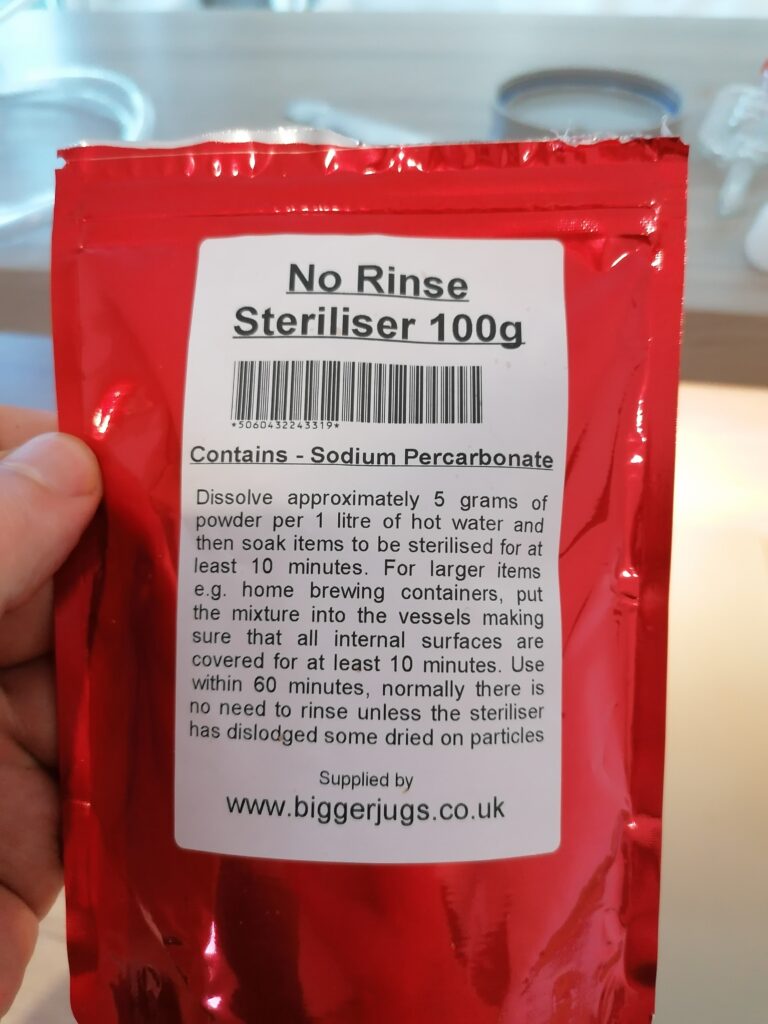 No Rinse
Steriliser 100g
*5060432243319*
Contains - Sodium Percarbonate
Dissolve approximately 5 grams of
powder per 1 litre of hot water and
then soak items to be sterilised for at
least 10 minutes. For larger items
e.g. home brewing containers, put
the mixture into the vessels making
sure that all internal surfaces are
covered for at least 10 minutes. Use
within 60 minutes, normally there is
no need to rinse unless the steriliser
has dislodged some dried on particles
Supplied by
www.biggerjugs.co.uk